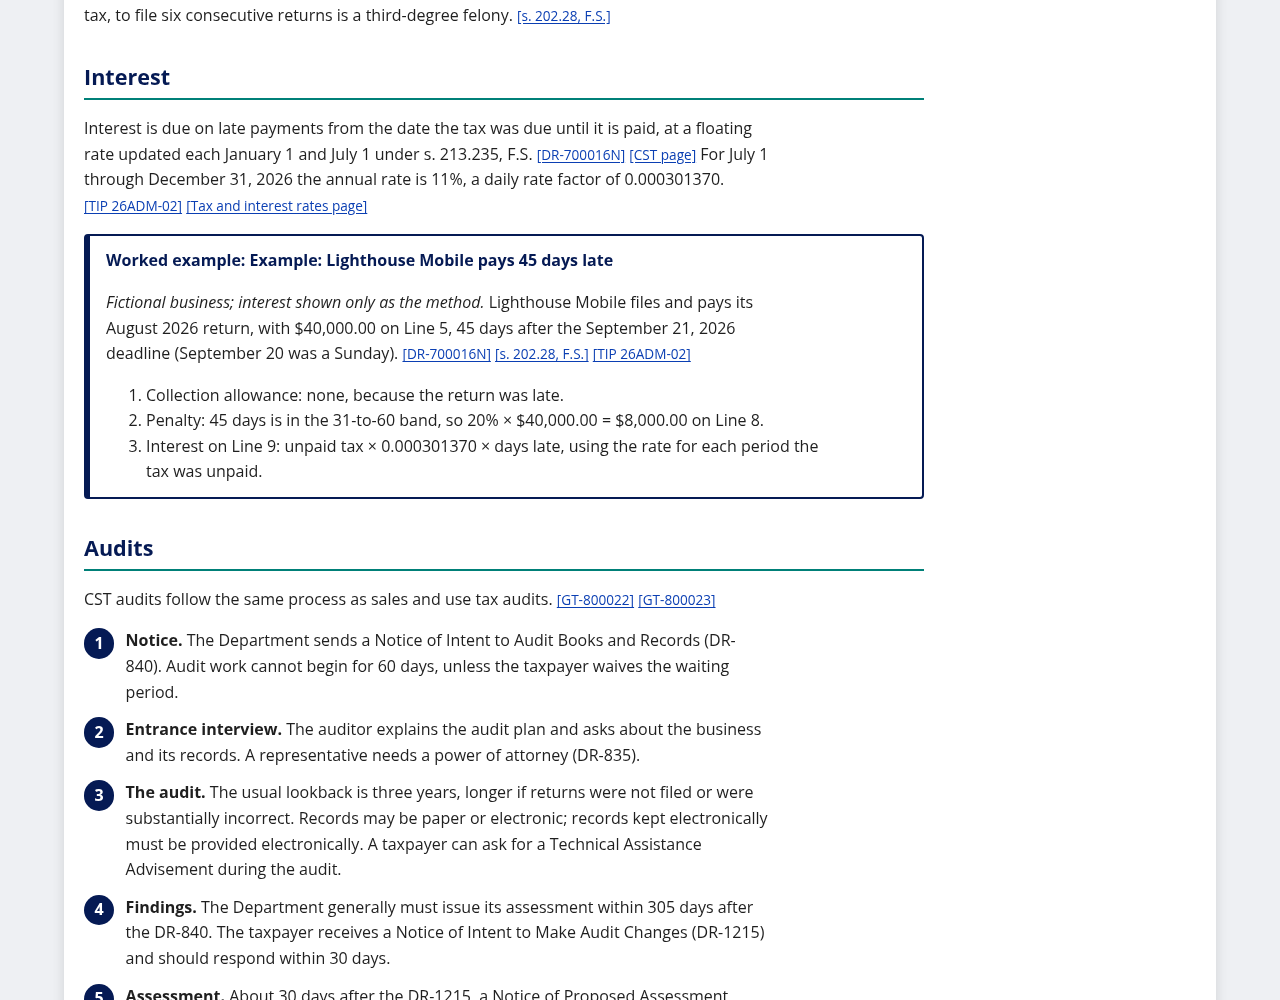 tax, to file six consecutive returns is a third-degree felony. [s. 202.28, F.S.]
Interest
Interest is due on late payments from the date the tax was due until it is paid, at a floating
rate updated each January 1 and July 1 under s. 213.235, F.S. [DR-700016N] [CST page] For July 1
through December 31, 2026 the annual rate is 11%, a daily rate factor of 0.000301370.
[TIP 26ADM-02] [Tax and interest rates page]
Worked example: Example: Lighthouse Mobile pays 45 days late
Fictional business; interest shown only as the method. Lighthouse Mobile files and pays its
August 2026 return, with $40,000.00 on Line 5, 45 days after the September 21, 2026
deadline (September 20 was a Sunday). [DR-700016N] [s. 202.28, F.S.] [TIP 26ADM-02]
1. Collection allowance: none, because the return was late.
2. Penalty: 45 days is in the 31-to-60 band, so 20% × $40,000.00 = $8,000.00 on Line 8.
3. Interest on Line 9: unpaid tax × 0.000301370 × days late, using the rate for each period the
tax was unpaid.
Audits
CST audits follow the same process as sales and use tax audits. [GT-800022] [GT-800023]
1 Notice. The Department sends a Notice of Intent to Audit Books and Records (DR-
840). Audit work cannot begin for 60 days, unless the taxpayer waives the waiting
period.
2 Entrance interview. The auditor explains the audit plan and asks about the business
and its records. A representative needs a power of attorney (DR-835).
3 The audit. The usual lookback is three years, longer if returns were not filed or were
substantially incorrect. Records may be paper or electronic; records kept electronically
must be provided electronically. A taxpayer can ask for a Technical Assistance
Advisement during the audit.
4 Findings. The Department generally must issue its assessment within 305 days after
the DR-840. The taxpayer receives a Notice of Intent to Make Audit Changes (DR-1215)
and should respond within 30 days.
5 Assessment. About 30 days after the DR-1215, a Notice of Proposed Assessment